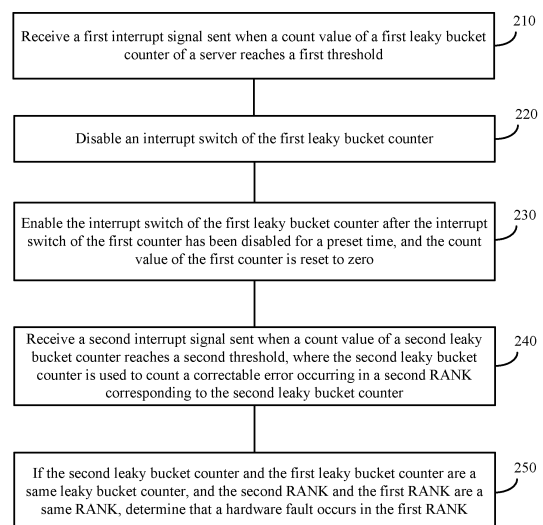 210
Receive a first interrupt signal sent when a count value of a first leaky bucket
counter of a server reaches a first threshold
220
Disable an interrupt switch of the first leaky bucket counter
230
Enable the interrupt switch of the first leaky bucket counter after the interrupt
switch of the first counter has been disabled for a preset time, and the count
value of the first counter is reset to zero
240
Receive a second interrupt signal sent when a count value of a second leaky
bucket counter reaches a second threshold, where the second leaky bucket
counter is used to count a correctable error occurring in a second RANK
corresponding to the second leaky bucket counter
250
If the second leaky bucket counter and the first leaky bucket counter are a
same leaky bucket counter, and the second RANK and the first RANK are a
same RANK, determine that a hardware fault occurs in the first RANK